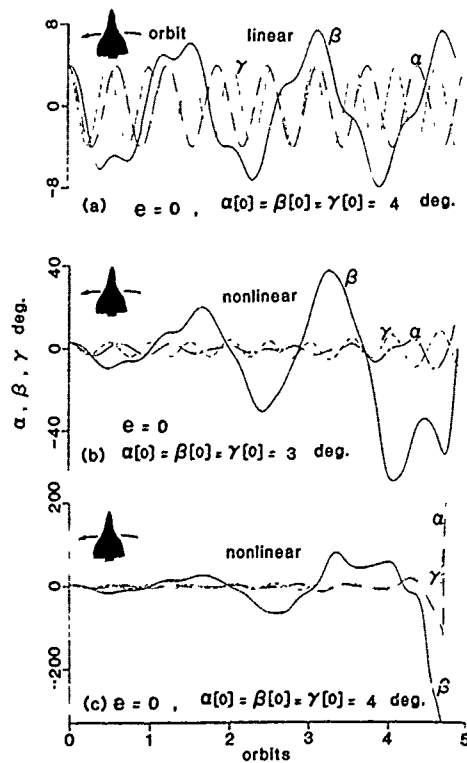 8
orbit linear β
γ α
0
-8
(a) e = 0 , α[0] = β[0] = γ[0] = 4 deg.
40
β
nonlinear
γ α
0
α , β , γ deg.
-40
e = 0
(b) α[0] = β[0] = γ[0] = 3 deg.
200
α
nonlinear
γ
0
-200
β
(c) e = 0 , α[0] = β[0] = γ[0] = 4 deg.
0 1 2 3 4 5
orbits